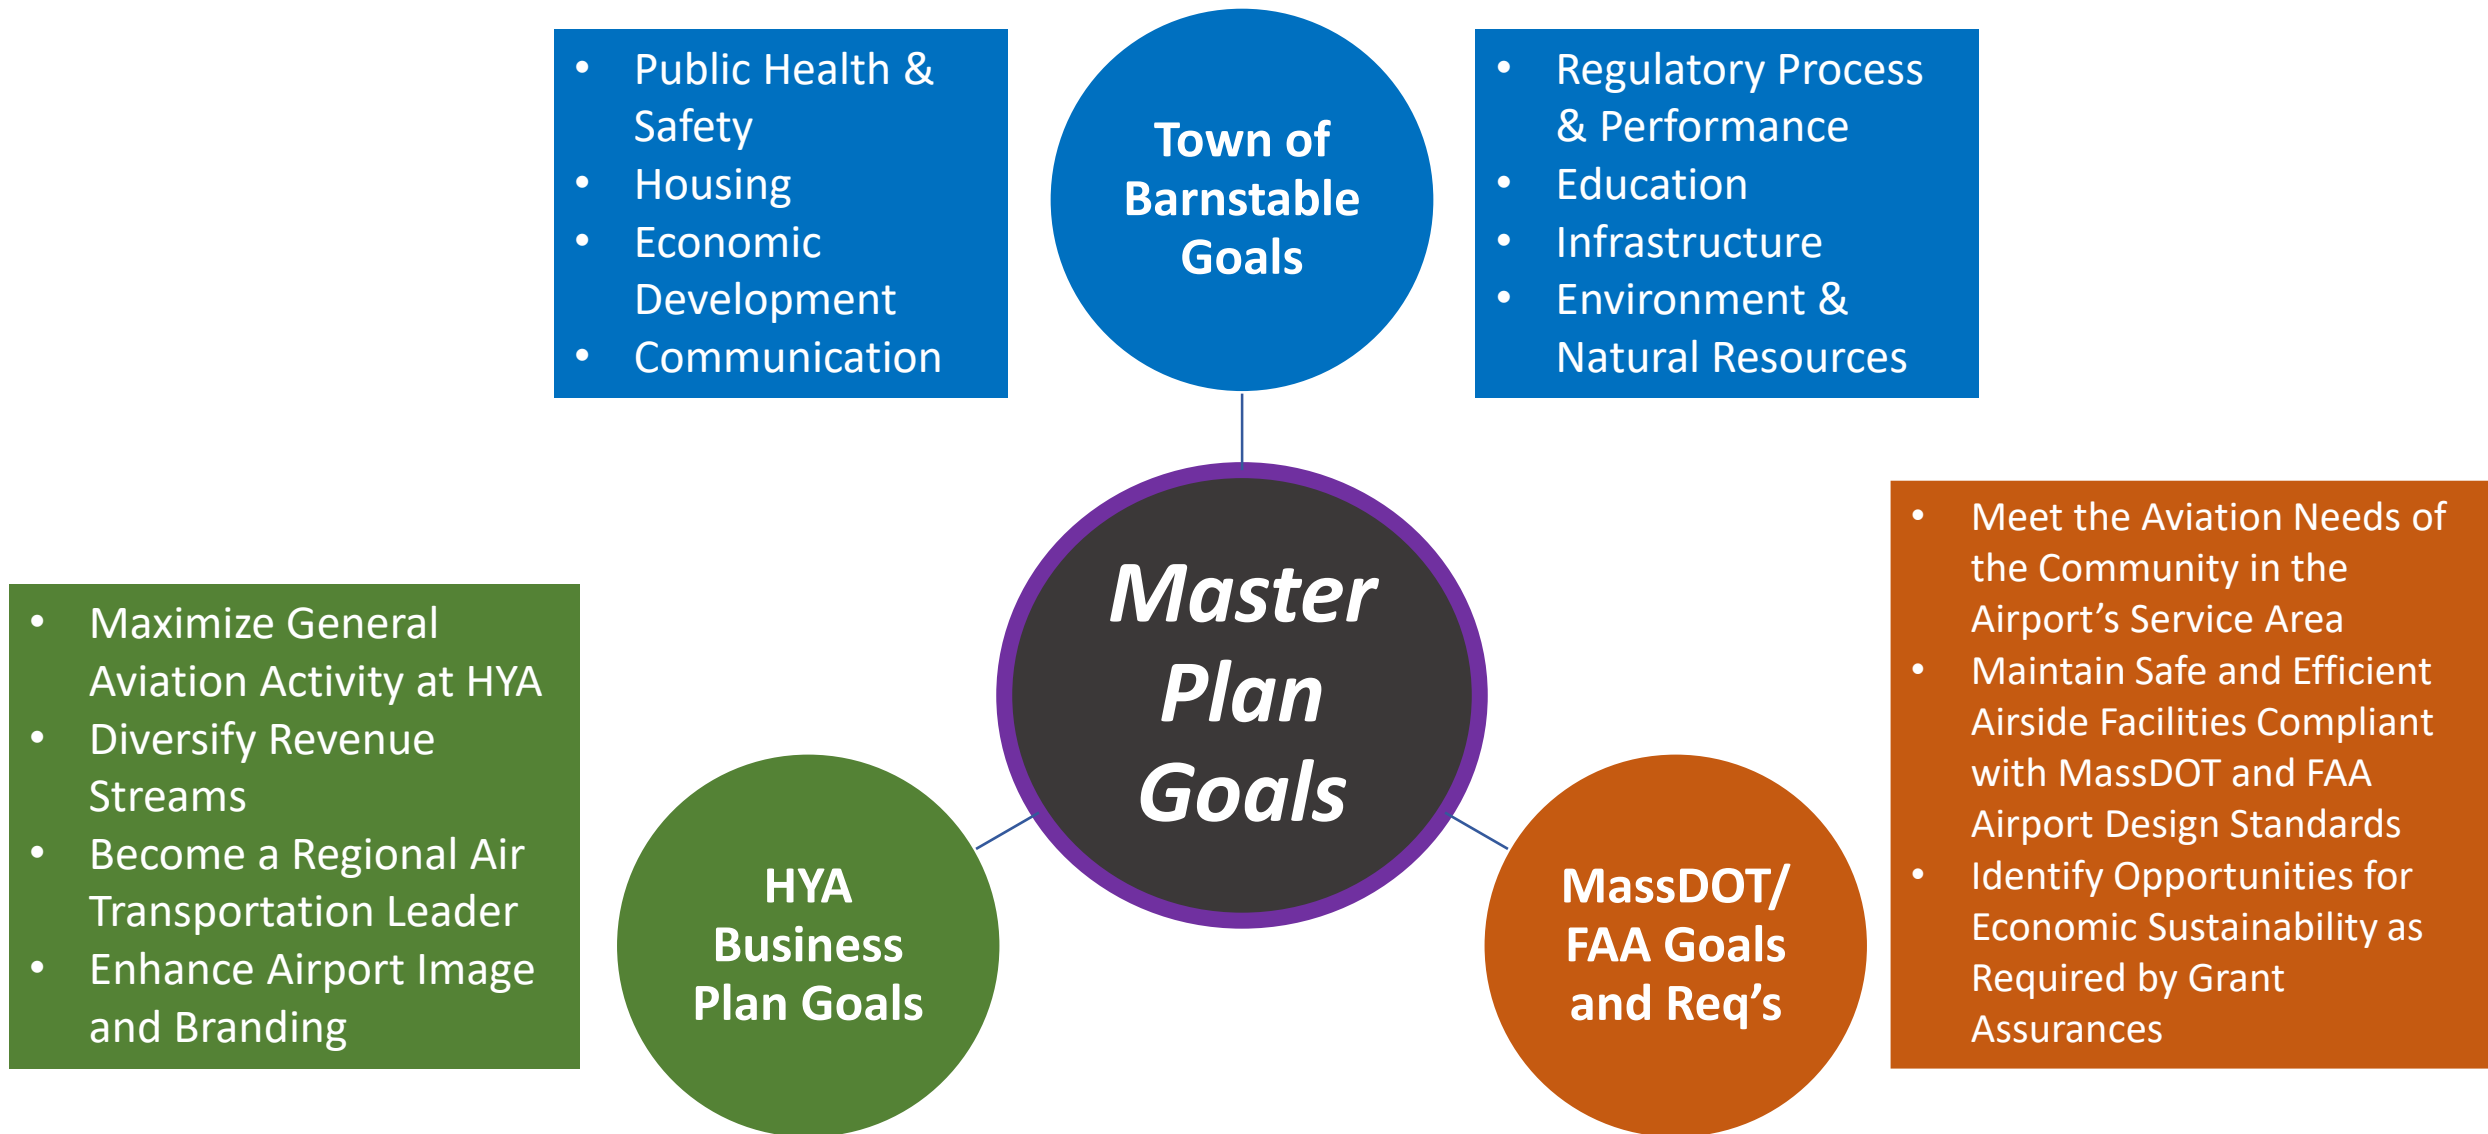 • Public Health &
Safety
• Housing
• Economic
Development
• Communication
Town of
Barnstable
Goals
• Regulatory Process
& Performance
• Education
• Infrastructure
• Environment &
Natural Resources
Master
Plan
Goals
• Maximize General
Aviation Activity at HYA
• Diversify Revenue
Streams
• Become a Regional Air
Transportation Leader
• Enhance Airport Image
and Branding
HYA
Business
Plan Goals
MassDOT/
FAA Goals
and Req’s
• Meet the Aviation Needs of
the Community in the
Airport’s Service Area
• Maintain Safe and Efficient
Airside Facilities Compliant
with MassDOT and FAA
Airport Design Standards
• Identify Opportunities for
Economic Sustainability as
Required by Grant
Assurances